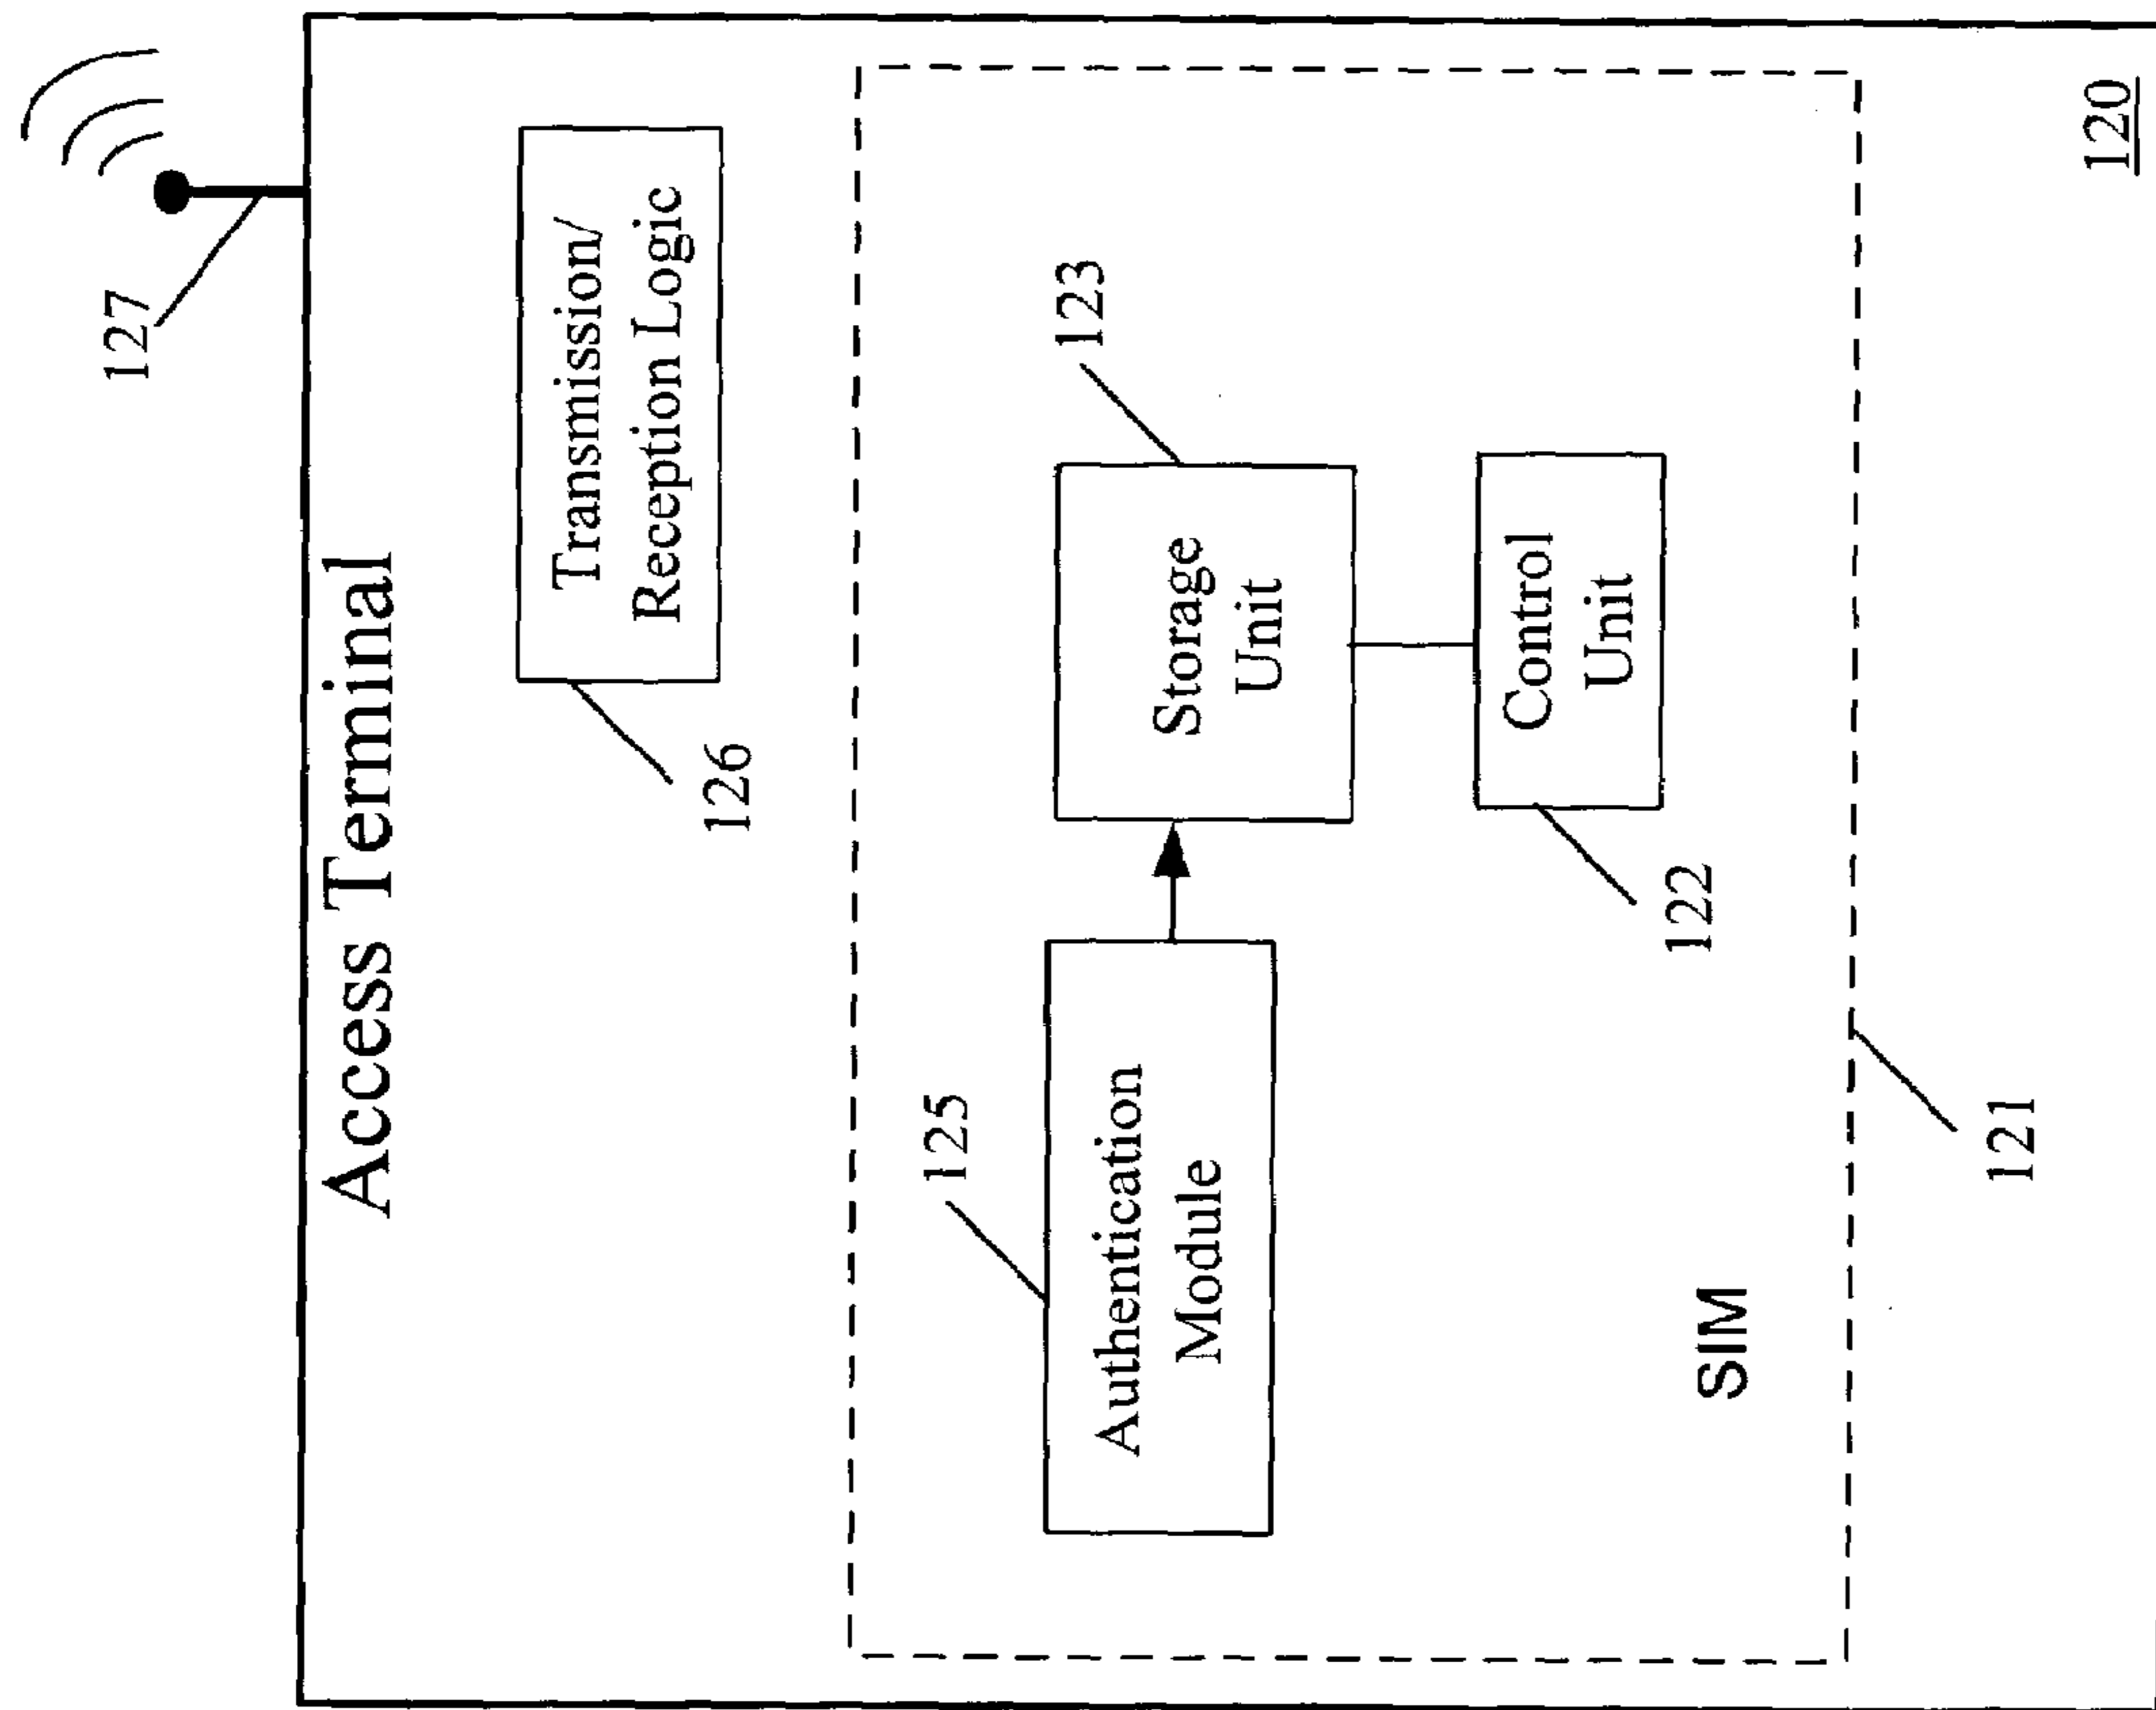 127
Access Terminal
Transmission/
Reception Logic
126
125
Authentication
Module
123
Storage
Unit
Control
Unit
122
SIM
121
120